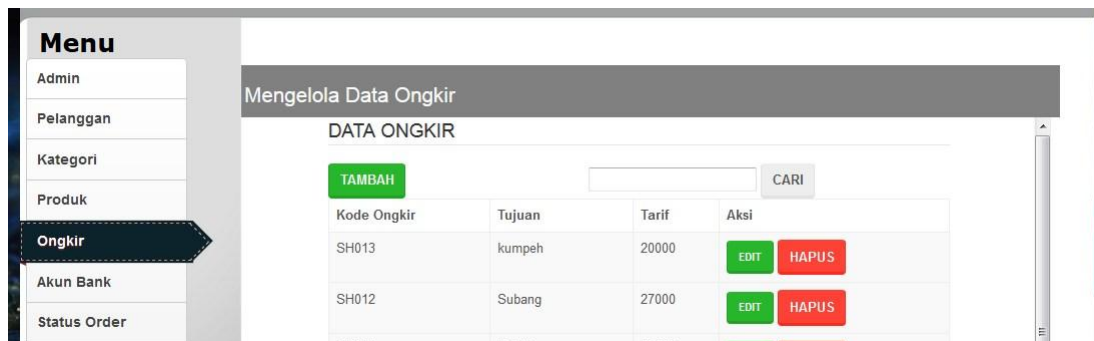 Menu
Admin
Pelanggan
Kategori
Produk
Ongkir
Akun Bank
Status Order
Mengelola Data Ongkir
DATA ONGKIR
TAMBAH CARI
Kode Ongkir Tujuan Tarif Aksi
SH013 kumpeh 20000 EDIT HAPUS
SH012 Subang 27000 EDIT HAPUS